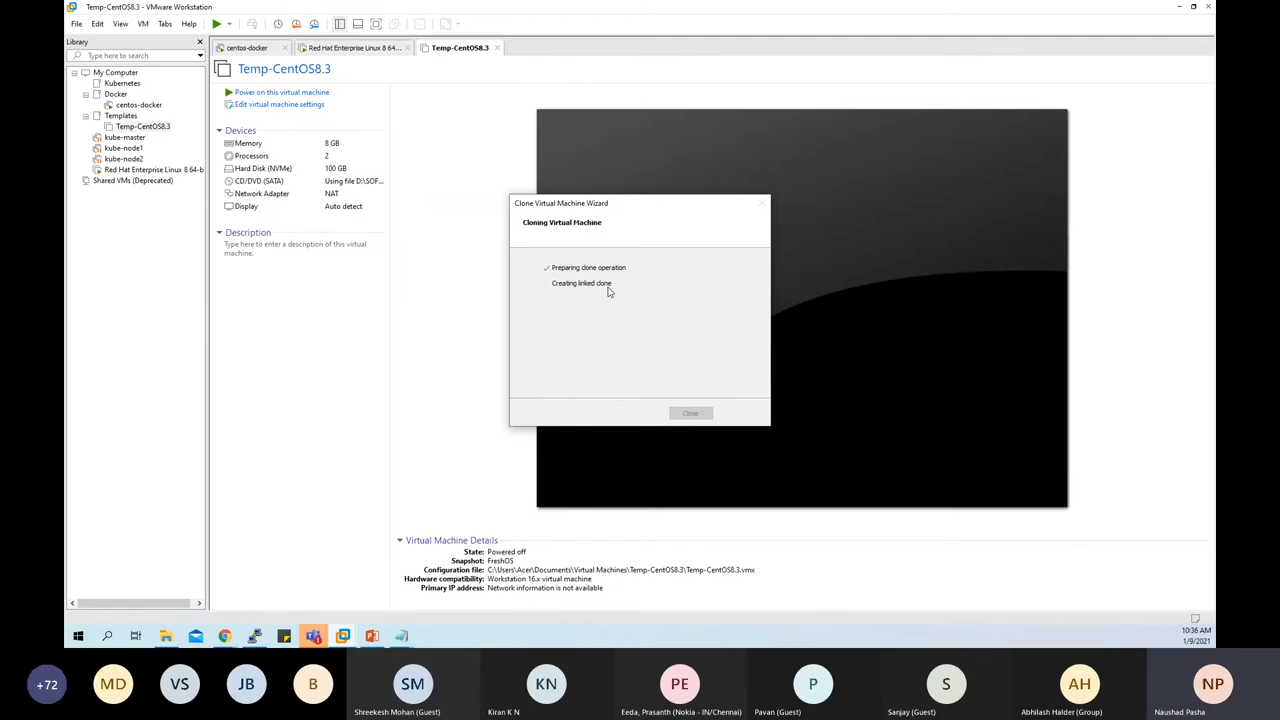 Temp-CentOS8.3 - VMware Workstation
File Edit View VM Tabs Help
Library
Type here to search
My Computer
Kubernetes
Docker
centos-docker
Templates
Temp-CentOS8.3
kube-master
kube-node1
kube-node2
Red Hat Enterprise Linux 8 64-b
Shared VMs (Deprecated)
centos-docker
Red Hat Enterprise Linux 8 64...
Temp-CentOS8.3
Temp-CentOS8.3
Power on this virtual machine
Edit virtual machine settings
Devices
Memory 8 GB
Processors 2
Hard Disk (NVMe) 100 GB
CD/DVD (SATA) Using file D:\SOF...
Network Adapter NAT
Display Auto detect
Description
Type here to enter a description of this virtual
machine.
Clone Virtual Machine Wizard
Cloning Virtual Machine
Preparing clone operation
Creating linked clone
Close
Virtual Machine Details
State: Powered off
Snapshot: FreshOS
Configuration file: C:\Users\Acer\Documents\Virtual Machines\Temp-CentOS8.3\Temp-CentOS8.3.vmx
Hardware compatibility: Workstation 16.x virtual machine
Primary IP address: Network information is not available
10:36 AM
1/9/2021
+72
MD
VS
JB
B
SM
Shreekesh Mohan (Guest)
KN
Kiran K N
PE
Eeda, Prasanth (Nokia - IN/Chennai)
P
Pavan (Guest)
S
Sanjay (Guest)
AH
Abhilash Halder (Group)
NP
Naushad Pasha